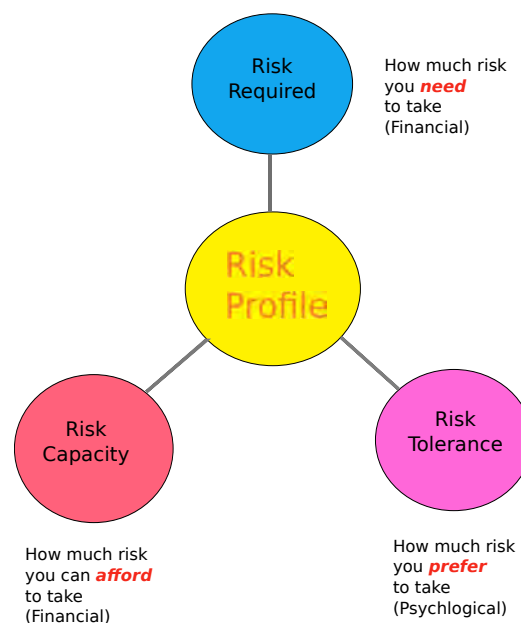 Risk
Required
How much risk
you need
to take
(Financial)
Risk
Profile
Risk
Capacity
Risk
Tolerance
How much risk
you can afford
to take
(Financial)
How much risk
you prefer
to take
(Psychlogical)